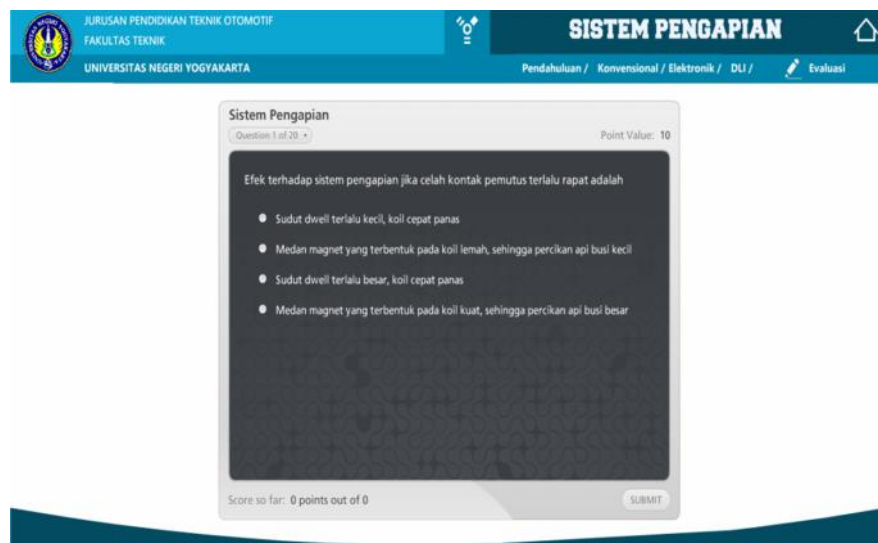 JURUSAN PENDIDIKAN TEKNIK OTOMOTIF
FAKULTAS TEKNIK
SISTEM PENGAPIAN
UNIVERSITAS NEGERI YOGYAKARTA
Pendahuluan / Konvensional / Elektronik / DLI / Evaluasi
Sistem Pengapian
Question 1 of 20
Point Value: 10
Efek terhadap sistem pengapian jika celah kontak pemutus terlalu rapat adalah
Sudut dwell terlalu kecil, koil cepat panas
Medan magnet yang terbentuk pada koil lemah, sehingga percikan api busi kecil
Sudut dwell terlalu besar, koil cepat panas
Medan magnet yang terbentuk pada koil kuat, sehingga percikan api busi besar
Score so far: 0 points out of 0
SUBMIT